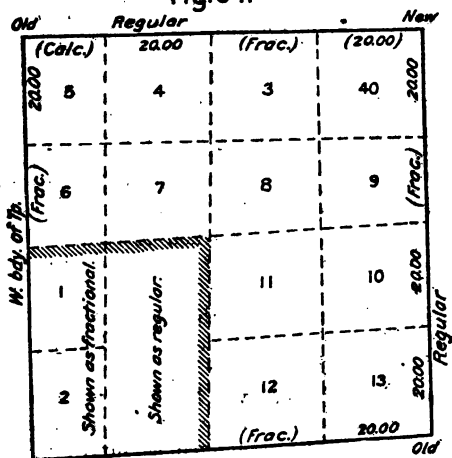 Old Regular New
(Calc.) 20.00 (Frac.) (20.00)
20.00 5 4 3 40 20.00
(Frac.) 6 7 8 9 (Frac.)
W. bdy. of Tp.
1 Shown as fractional. Shown as regular. 11 10 20.00
Regular
2 12 13 20.00
(Frac.) 20.00
Old